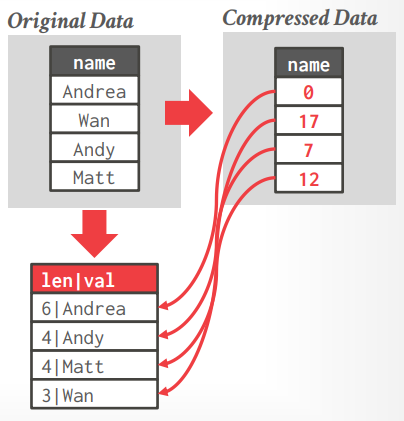 Original Data
name
Andrea
Wan
Andy
Matt
Compressed Data
name
0
17
7
12
len|val
6|Andrea
4|Andy
4|Matt
3|Wan